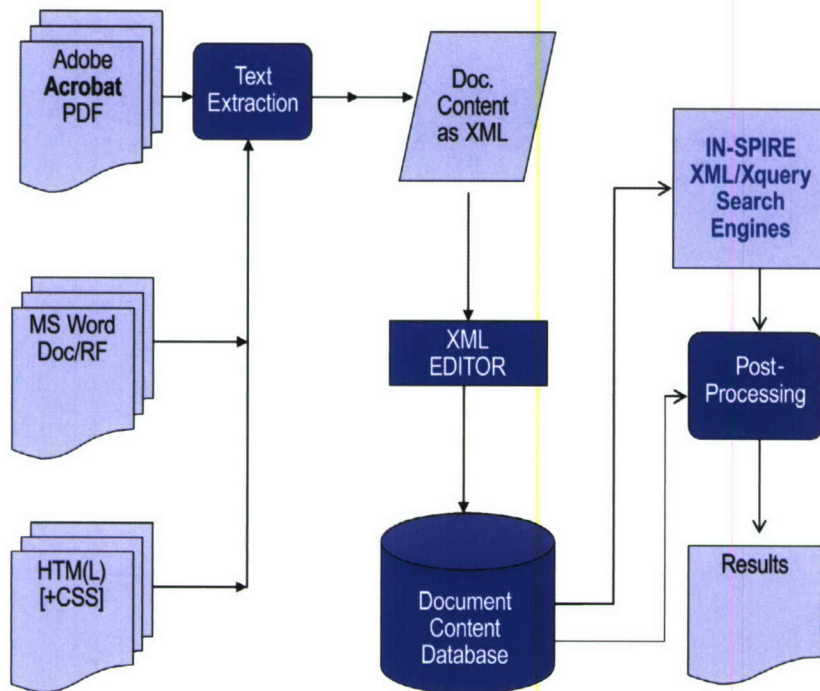 Adobe
Acrobat
PDF
Text
Extraction
Doc.
Content
as XML
IN-SPIRE
XML/Xquery
Search
Engines
MS Word
Doc/RF
XML
EDITOR
Post-
Processing
HTM(L)
[+CSS]
Document
Content
Database
Results